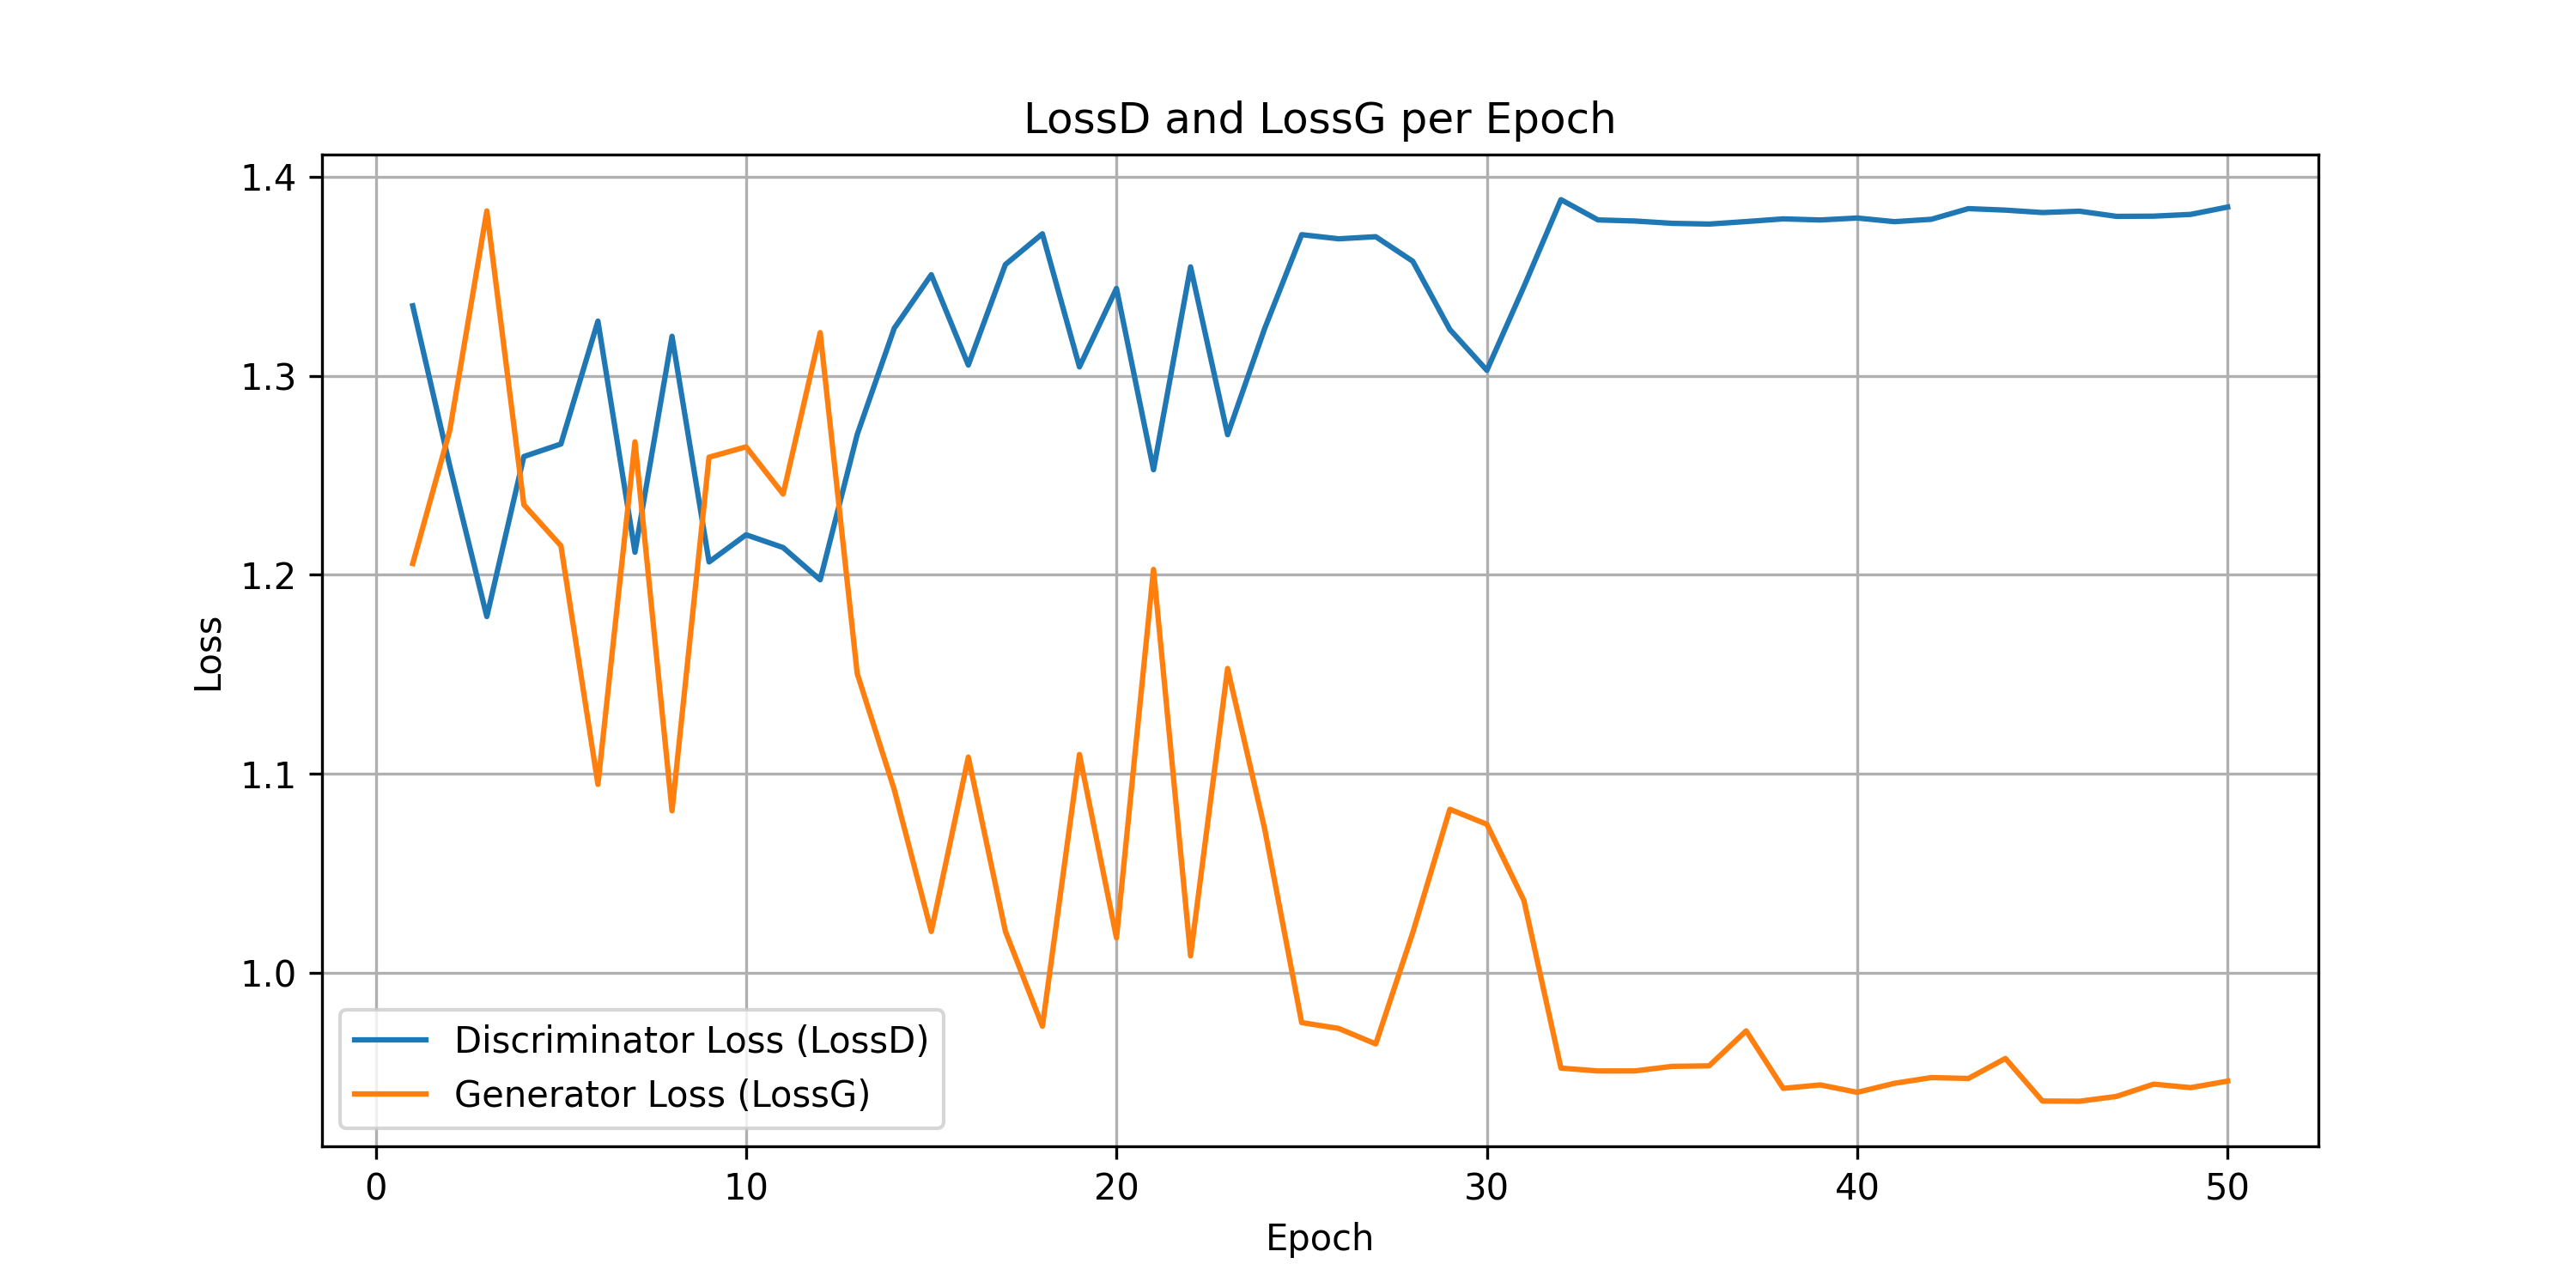 LossD and LossG per Epoch
1.4
1.3
1.2
1.1
1.0
Loss
Discriminator Loss (LossD)
Generator Loss (LossG)
0 10 20 30 40 50
Epoch